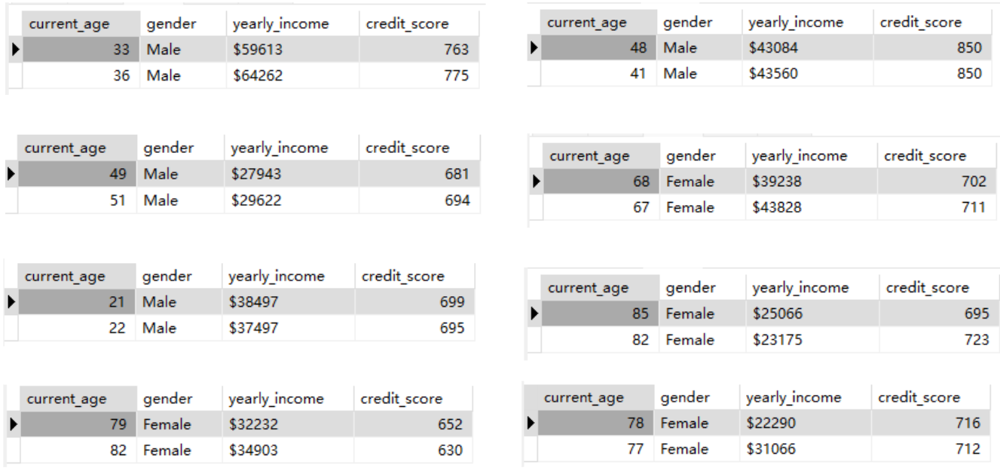 current_age gender yearly_income credit_score
33 Male $59613 763
36 Male $64262 775
current_age gender yearly_income credit_score
48 Male $43084 850
41 Male $43560 850
current_age gender yearly_income credit_score
49 Male $27943 681
51 Male $29622 694
current_age gender yearly_income credit_score
68 Female $39238 702
67 Female $43828 711
current_age gender yearly_income credit_score
21 Male $38497 699
22 Male $37497 695
current_age gender yearly_income credit_score
85 Female $25066 695
82 Female $23175 723
current_age gender yearly_income credit_score
79 Female $32232 652
82 Female $34903 630
current_age gender yearly_income credit_score
78 Female $22290 716
77 Female $31066 712